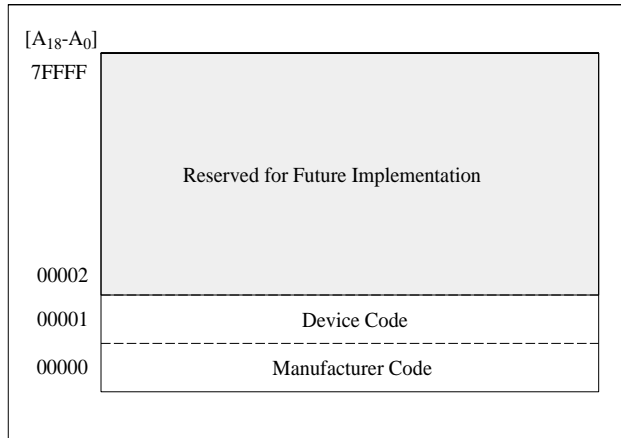 [A18-A0]
7FFFF
Reserved for Future Implementation
00002
00001 Device Code
00000 Manufacturer Code